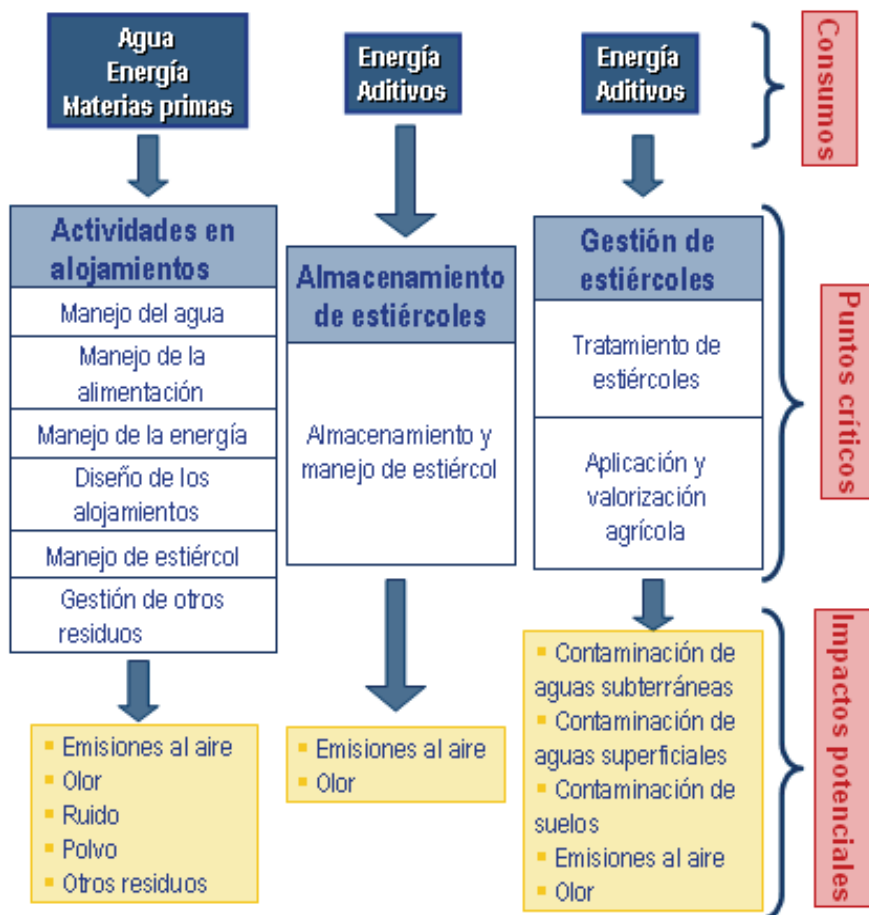 Agua
Energía
Materias primas
Energía
Aditivos
Energía
Aditivos
Consumos
Actividades en
alojamientos
Manejo del agua
Manejo de la
alimentación
Manejo de la energía
Diseño de los
alojamientos
Manejo de estiércol
Gestión de otros
residuos
Almacenamiento
de estiércoles
Almacenamiento y
manejo de estiércol
Gestión de
estiércoles
Tratamiento de
estiércoles
Aplicación y
valorización
agrícola
Puntos críticos
Emisiones al aire
Olor
Ruido
Polvo
Otros residuos
Emisiones al aire
Olor
Contaminación de
aguas subterráneas
Contaminación de
aguas superficiales
Contaminación de
suelos
Emisiones al aire
Olor
Impactos potenciales